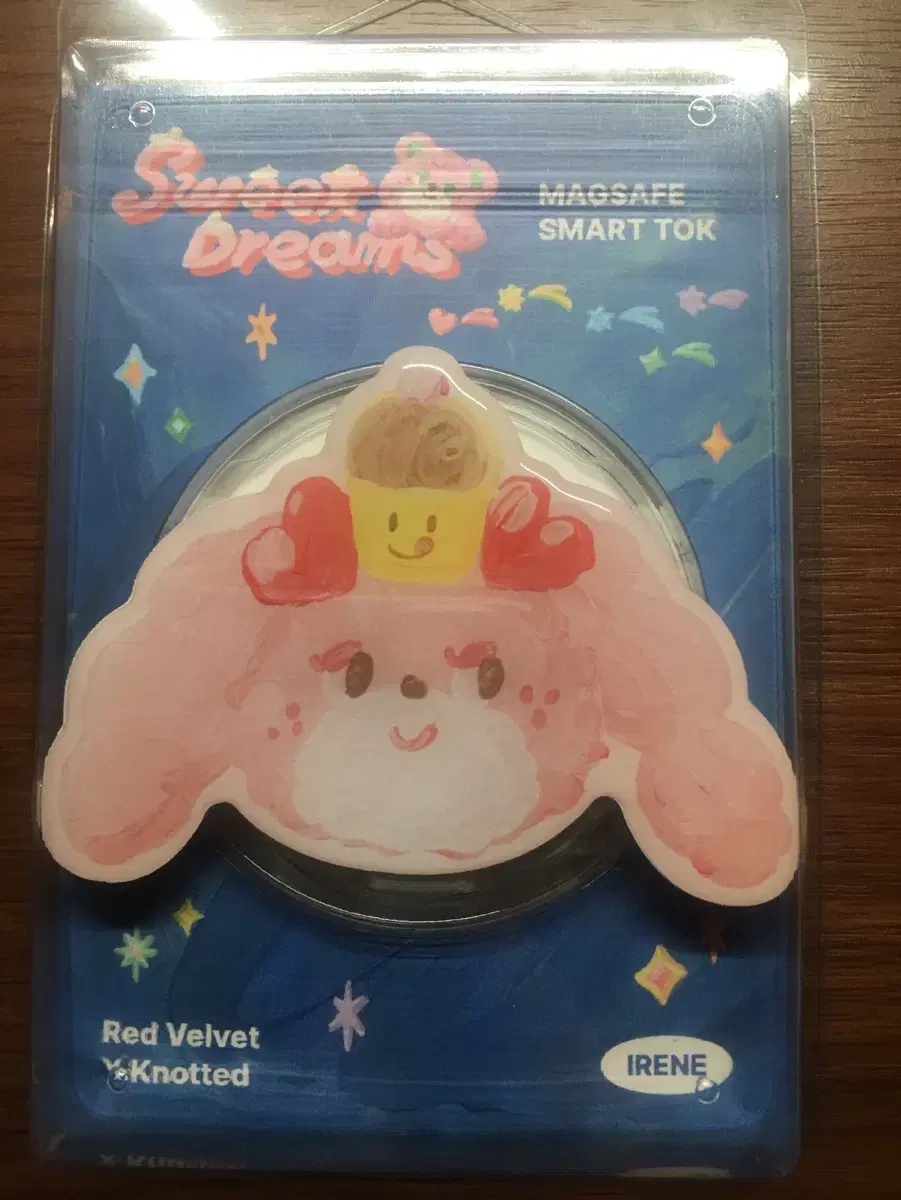 Sweet
Dreams
MAGSAFE
SMART TOK
Red Velvet
X Knotted
IRENE